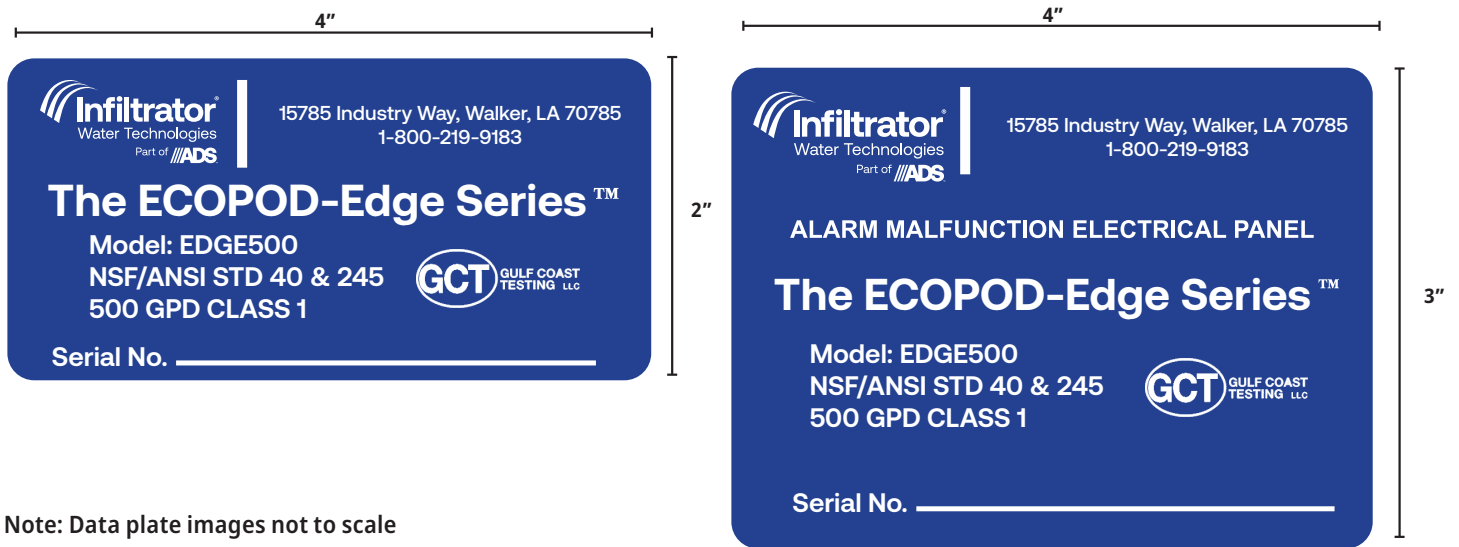 4”
Infiltrator®
Water Technologies
Part of ADS
15785 Industry Way, Walker, LA 70785
1-800-219-9183
The ECOPOD-Edge Series™
Model: EDGE500
NSF/ANSI STD 40 & 245
500 GPD CLASS 1
GCT GULF COAST
TESTING LLC
Serial No.
2”
4”
Infiltrator®
Water Technologies
Part of ADS
15785 Industry Way, Walker, LA 70785
1-800-219-9183
ALARM MALFUNCTION ELECTRICAL PANEL
The ECOPOD-Edge Series™
Model: EDGE500
NSF/ANSI STD 40 & 245
500 GPD CLASS 1
GCT GULF COAST
TESTING LLC
Serial No.
3”
Note: Data plate images not to scale